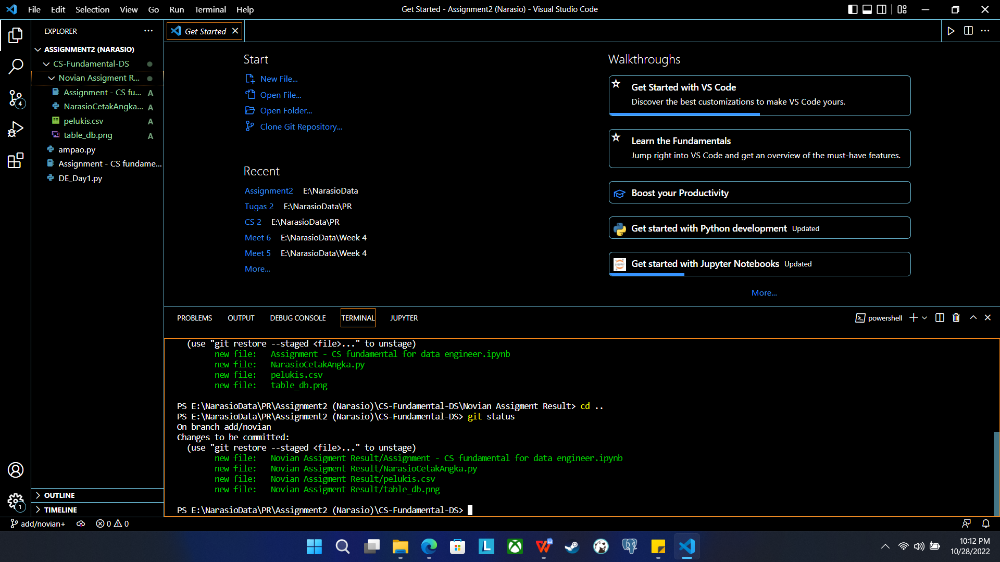 File Edit Selection View Go Run Terminal Help
Get Started - Assignment2 (Narasio) - Visual Studio Code
EXPLORER
ASSIGNMENT2 (NARASIO)
CS-Fundamental-DS
Novian Assigment R...
Assignment - CS fu... A
NarasioCetakAngka... A
pelukis.csv A
table_db.png A
ampao.py
Assignment - CS fundame...
DE_Day1.py
OUTLINE
TIMELINE
4
1
Get Started
Start
New File...
Open File...
Open Folder...
Clone Git Repository...
Recent
Assignment2 E:\NarasioData
Tugas 2 E:\NarasioData\PR
CS 2 E:\NarasioData\PR
Meet 6 E:\NarasioData\Week 4
Meet 5 E:\NarasioData\Week 4
More...
Walkthroughs
Get Started with VS Code
Discover the best customizations to make VS Code yours.
Learn the Fundamentals
Jump right into VS Code and get an overview of the must-have features.
Boost your Productivity
Get started with Python development Updated
Get started with Jupyter Notebooks Updated
More...
PROBLEMS OUTPUT DEBUG CONSOLE TERMINAL JUPYTER
powershell
(use "git restore --staged <file>..." to unstage)
new file: Assignment - CS fundamental for data engineer.ipynb
new file: NarasioCetakAngka.py
new file: pelukis.csv
new file: table_db.png
PS E:\NarasioData\PR\Assignment2 (Narasio)\CS-Fundamental-DS\Novian Assigment Result> cd ..
PS E:\NarasioData\PR\Assignment2 (Narasio)\CS-Fundamental-DS> git status
On branch add/novian
Changes to be committed:
(use "git restore --staged <file>..." to unstage)
new file: Novian Assigment Result/Assignment - CS fundamental for data engineer.ipynb
new file: Novian Assigment Result/NarasioCetakAngka.py
new file: Novian Assigment Result/pelukis.csv
new file: Novian Assigment Result/table_db.png
PS E:\NarasioData\PR\Assignment2 (Narasio)\CS-Fundamental-DS>
add/novian+ 0 0
L W
10:12 PM
10/28/2022